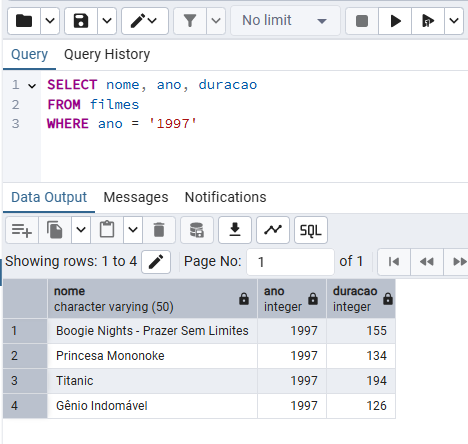 No limit
Query Query History
1 SELECT nome, ano, duracao
2 FROM filmes
3 WHERE ano = '1997'
Data Output Messages Notifications
SQL
Showing rows: 1 to 4 Page No: 1 of 1
nome ano duracao
character varying (50) integer integer
1 Boogie Nights - Prazer Sem Limites 1997 155
2 Princesa Mononoke 1997 134
3 Titanic 1997 194
4 Gênio Indomável 1997 126